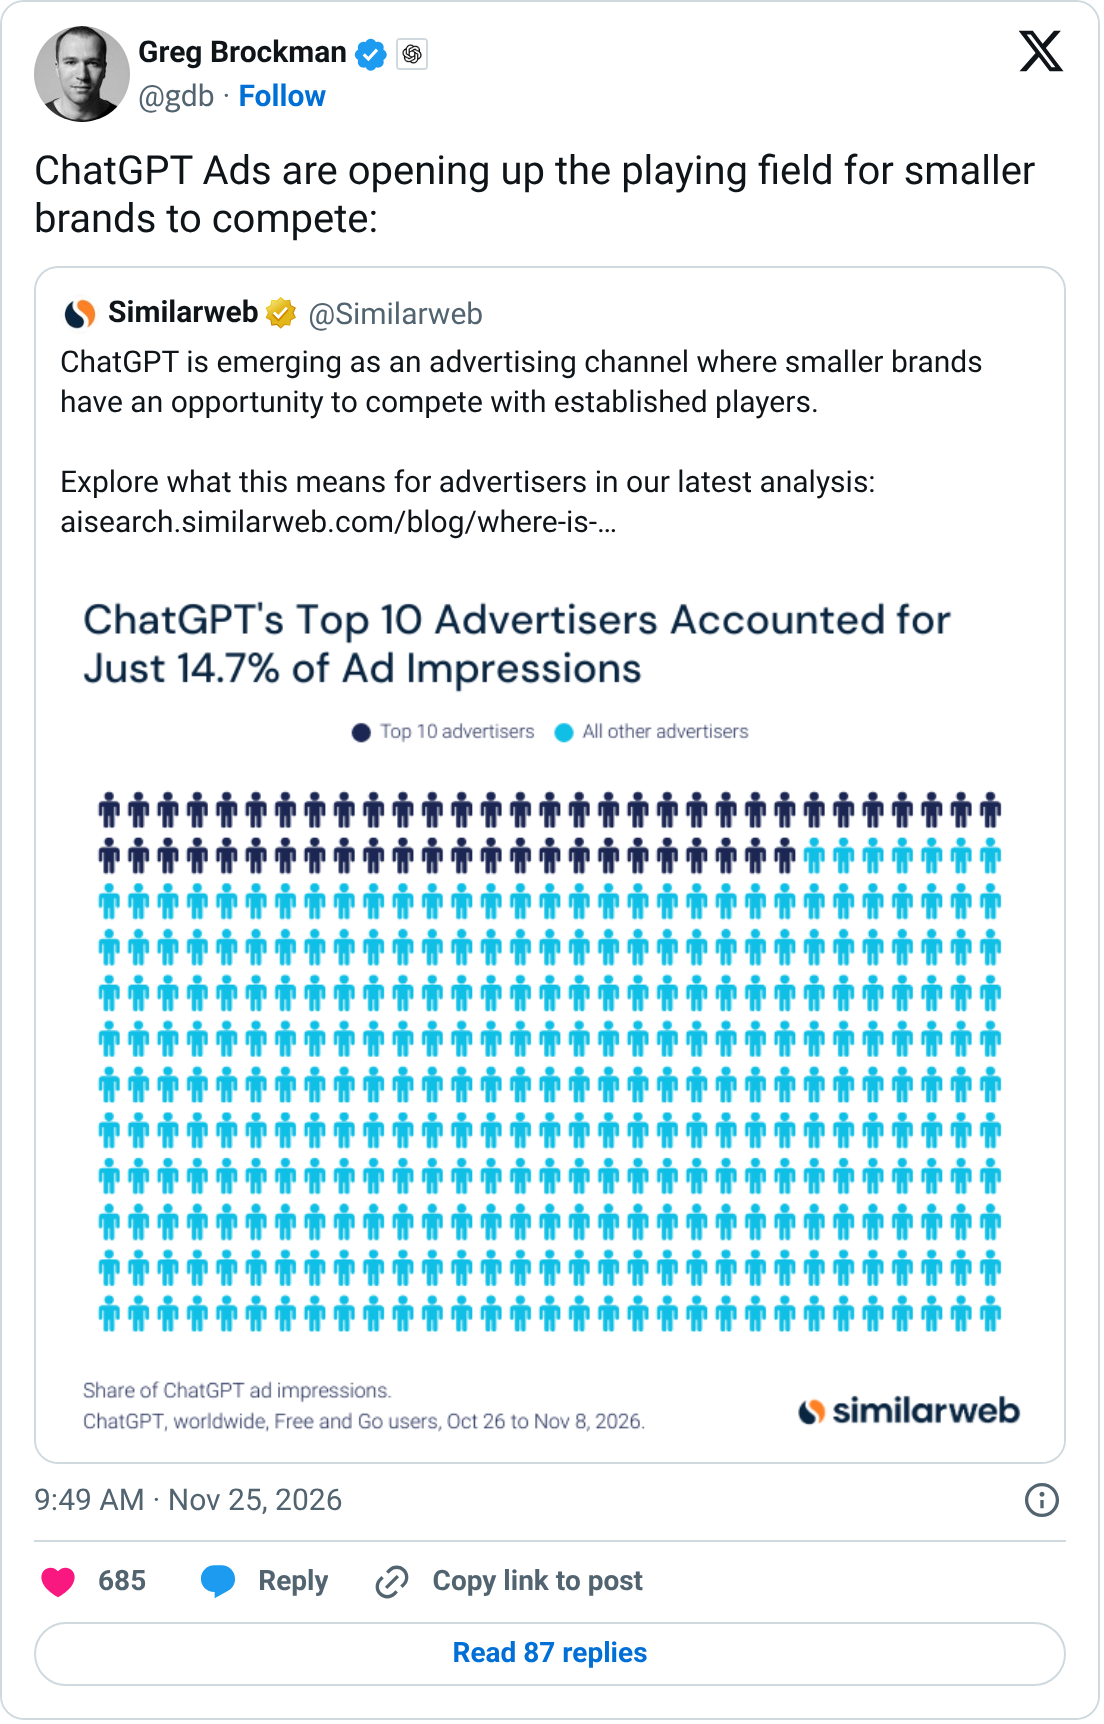 Greg Brockman
@gdb · Follow
ChatGPT Ads are opening up the playing field for smaller
brands to compete:
Similarweb @Similarweb
ChatGPT is emerging as an advertising channel where smaller brands
have an opportunity to compete with established players.
Explore what this means for advertisers in our latest analysis:
aisearch.similarweb.com/blog/where-is-…
ChatGPT's Top 10 Advertisers Accounted for
Just 14.7% of Ad Impressions
Top 10 advertisers All other advertisers
Share of ChatGPT ad impressions.
ChatGPT, worldwide, Free and Go users, Oct 26 to Nov 8, 2026.
similarweb
9:49 AM · Nov 25, 2026
685 Reply Copy link to post
Read 87 replies